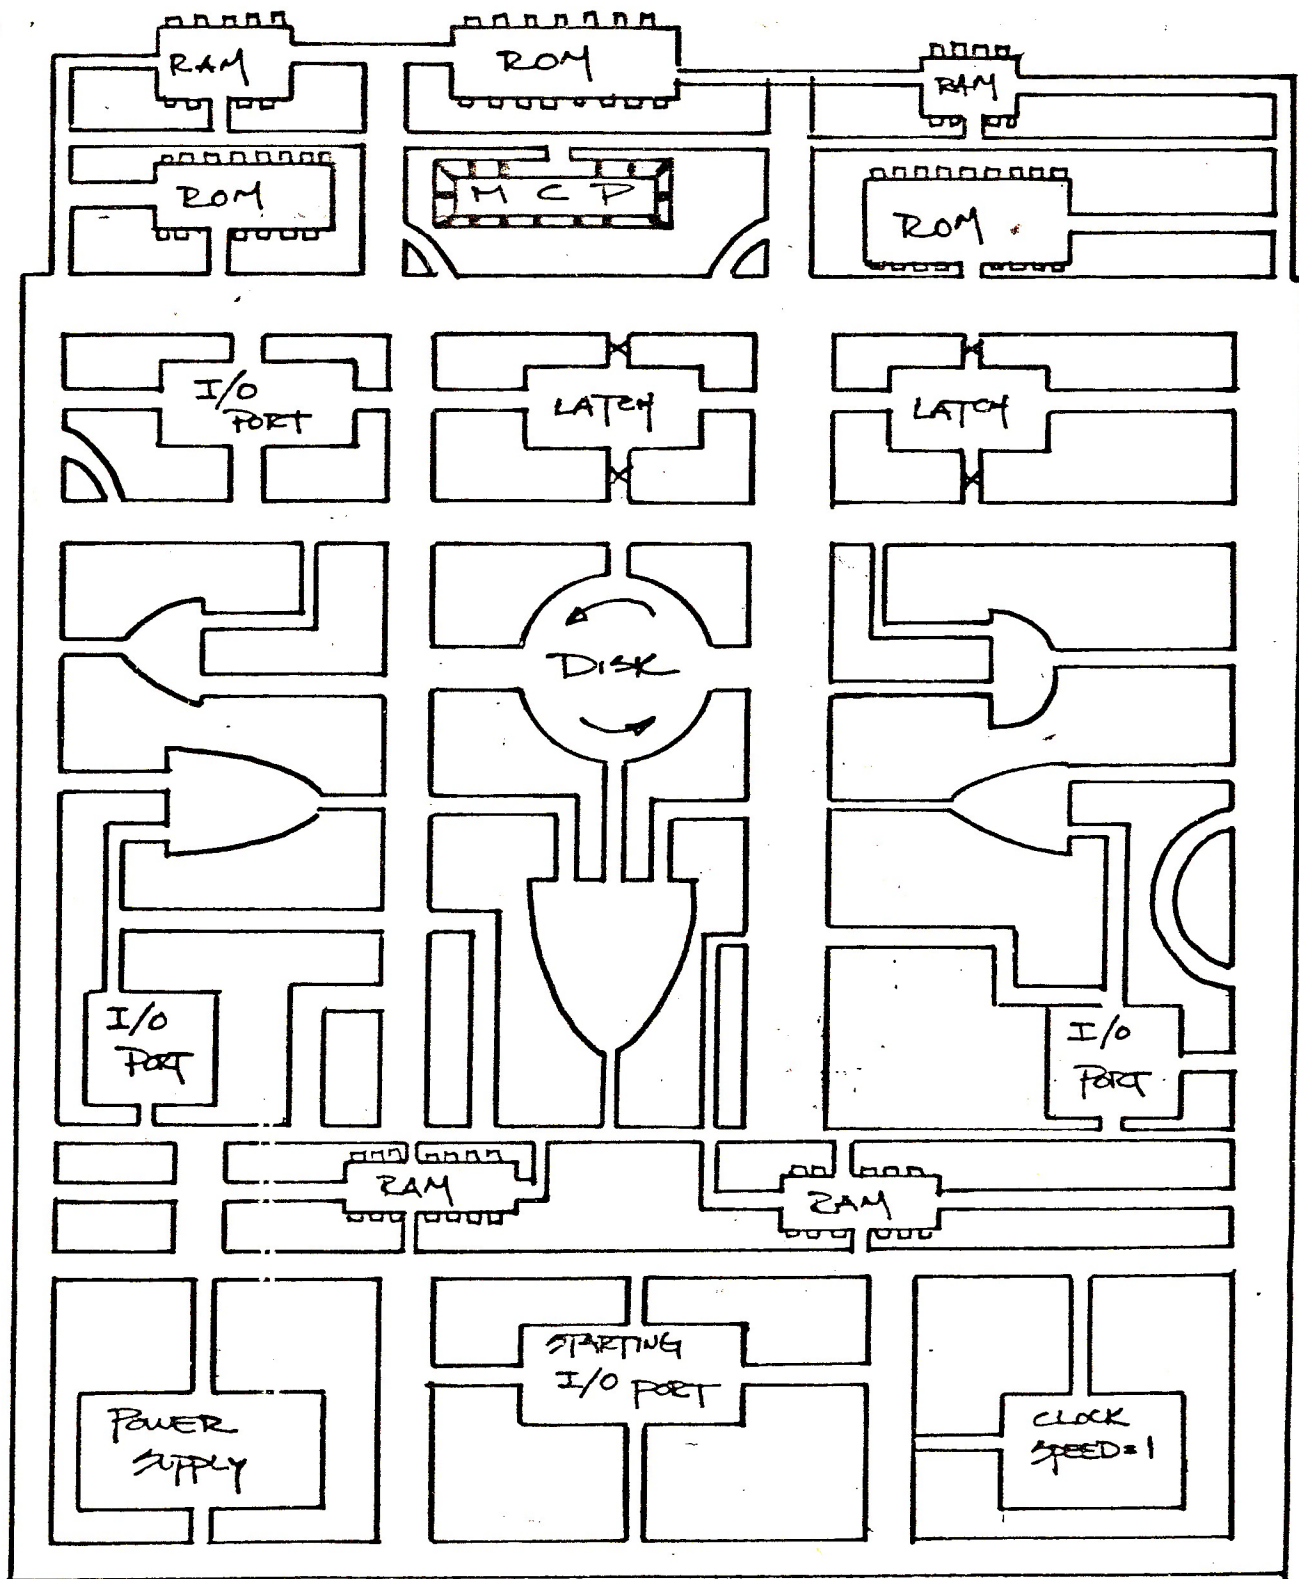 RAM
ROM
RAM
ROM
MCP
ROM
I/O
PORT
LATCH
LATCH
DISK
I/O
PORT
I/O
PORT
RAM
RAM
STARTING
I/O PORT
POWER
SUPPLY
CLOCK
SPEED=1